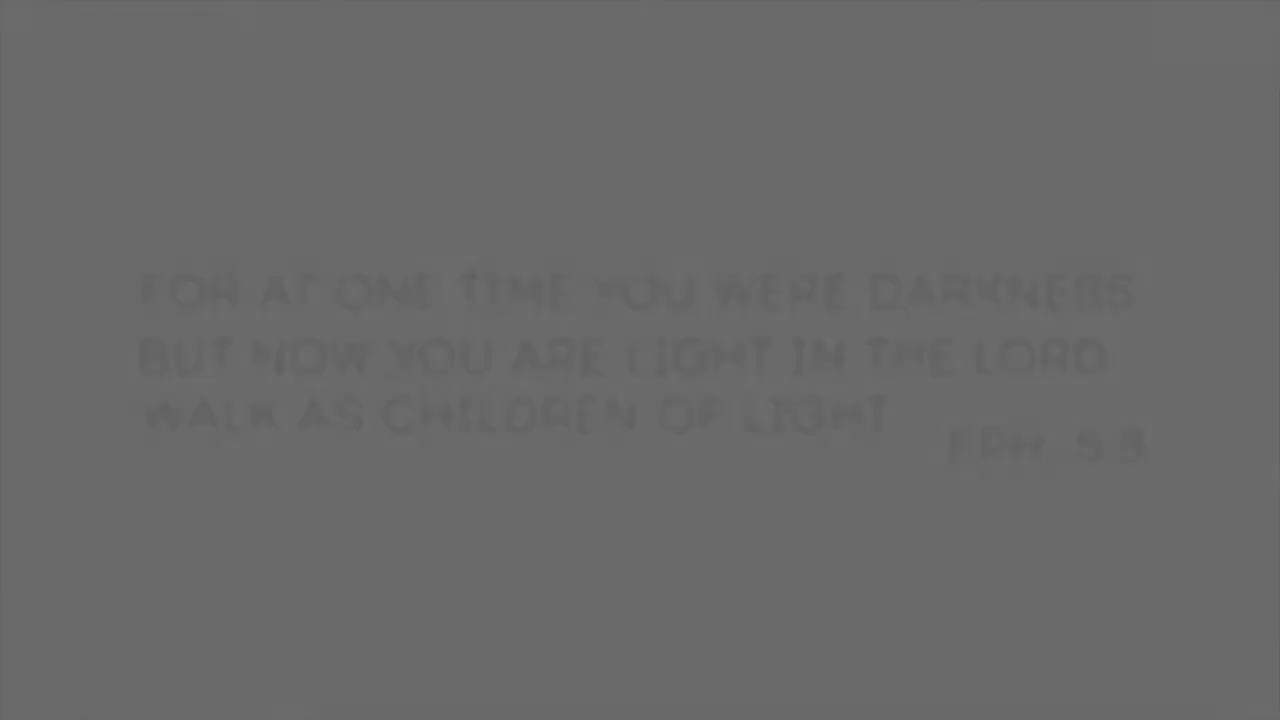 FOR AT ONE TIME YOU WERE DARKNESS
BUT NOW YOU ARE LIGHT IN THE LORD
WALK AS CHILDREN OF LIGHT
EPH. 5:8